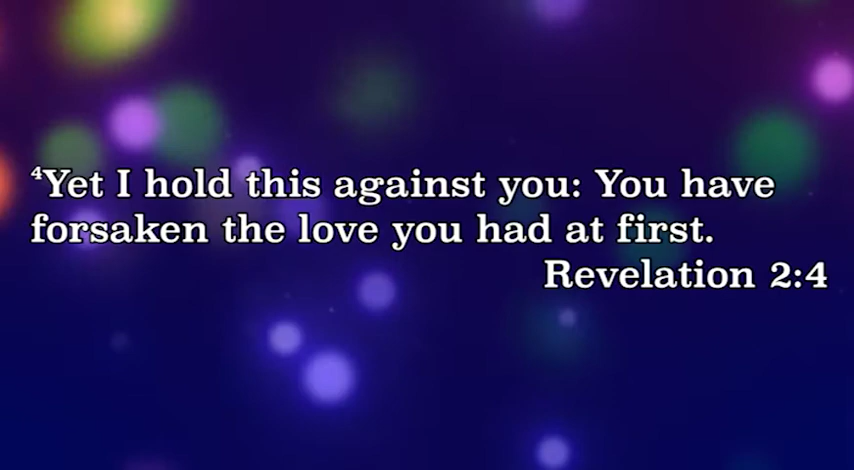 ⁴Yet I hold this against you: You have
forsaken the love you had at first.
Revelation 2:4